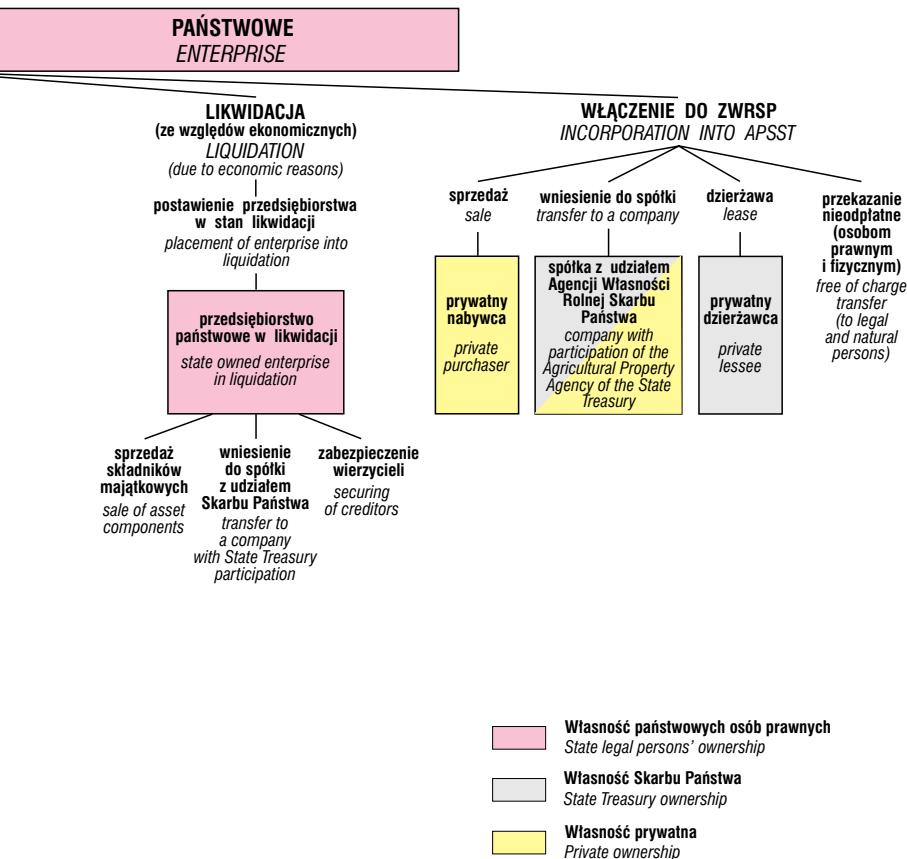 PAŃSTWOWE
ENTERPRISE
LIKWIDACJA
(ze względów ekonomicznych)
LIQUIDATION
(due to economic reasons)
postawienie przedsiębiorstwa
w stan likwidacji
placement of enterprise into
liquidation
przedsiębiorstwo
państwowe w likwidacji
state owned enterprise
in liquidation
sprzedaż
składników
majątkowych
sale of asset
components
wniesienie
do spółki
z udziałem
Skarbu Państwa
transfer to
a company
with State Treasury
participation
zabezpieczenie
wierzycieli
securing
of creditors
WŁĄCZENIE DO ZWRSP
INCORPORATION INTO APSST
sprzedaż
sale
prywatny
nabywca
private
purchaser
wniesienie do spółki
transfer to a company
spółka z udziałem
Agencji Własności
Rolnej Skarbu
Państwa
company with
participation of the
Agricultural Property
Agency of the State
Treasury
dzierżawa
lease
prywatny
dzierżawca
private
lessee
przekazanie
nieodpłatne
(osobom
prawnym
i fizycznym)
free of charge
transfer
(to legal
and natural
persons)
Własność państwowych osób prawnych
State legal persons' ownership
Własność Skarbu Państwa
State Treasury ownership
Własność prywatna
Private ownership